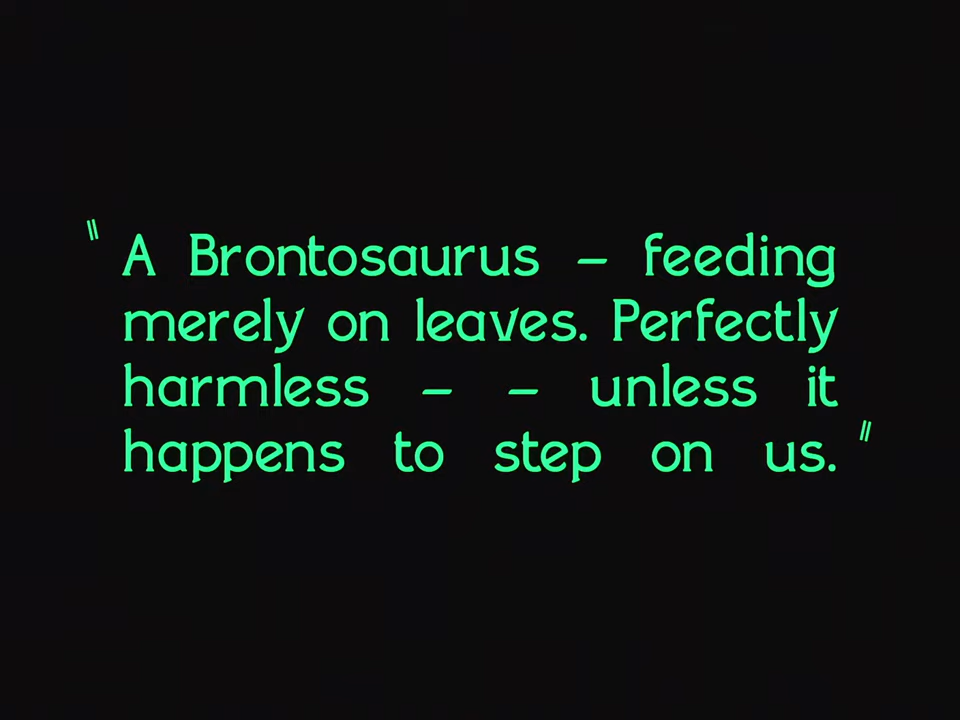 "A Brontosaurus – feeding
merely on leaves. Perfectly
harmless – – unless it
happens to step on us."